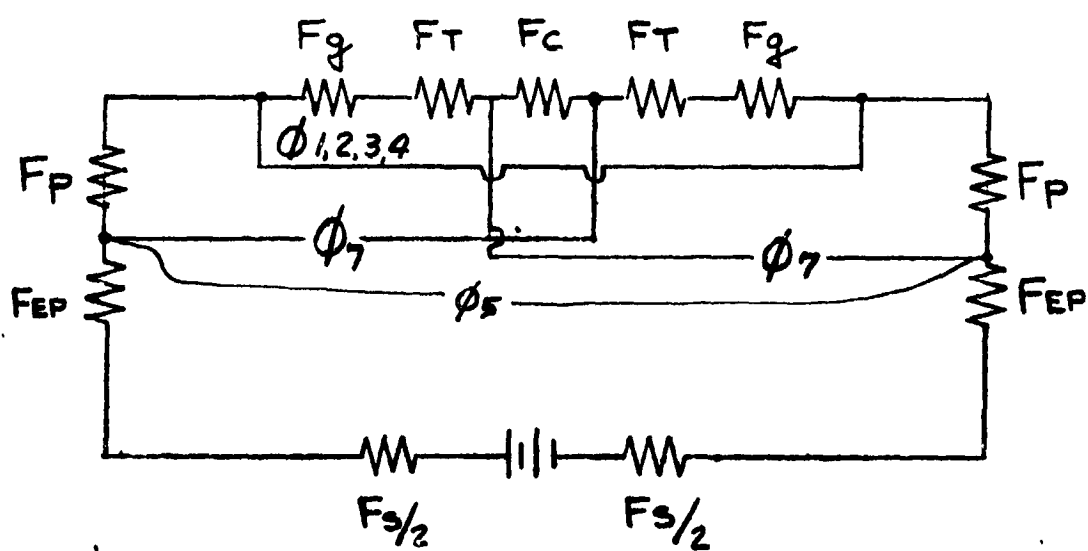 Fg FT FC FT Fg
φ1,2,3,4
FP FP
φ7
φ7
FEP φ5 FEP
Fs/2 Fs/2